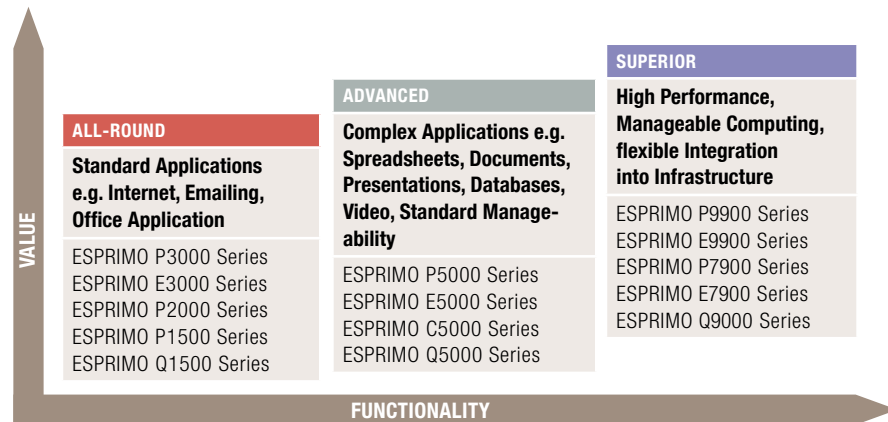 VALUE
ALL-ROUND
Standard Applications
e.g. Internet, Emailing,
Office Application
ESPRIMO P3000 Series
ESPRIMO E3000 Series
ESPRIMO P2000 Series
ESPRIMO P1500 Series
ESPRIMO Q1500 Series
ADVANCED
Complex Applications e.g.
Spreadsheets, Documents,
Presentations, Databases,
Video, Standard Manage-
ability
ESPRIMO P5000 Series
ESPRIMO E5000 Series
ESPRIMO C5000 Series
ESPRIMO Q5000 Series
SUPERIOR
High Performance,
Manageable Computing,
flexible Integration
into Infrastructure
ESPRIMO P9900 Series
ESPRIMO E9900 Series
ESPRIMO P7900 Series
ESPRIMO E7900 Series
ESPRIMO Q9000 Series
FUNCTIONALITY